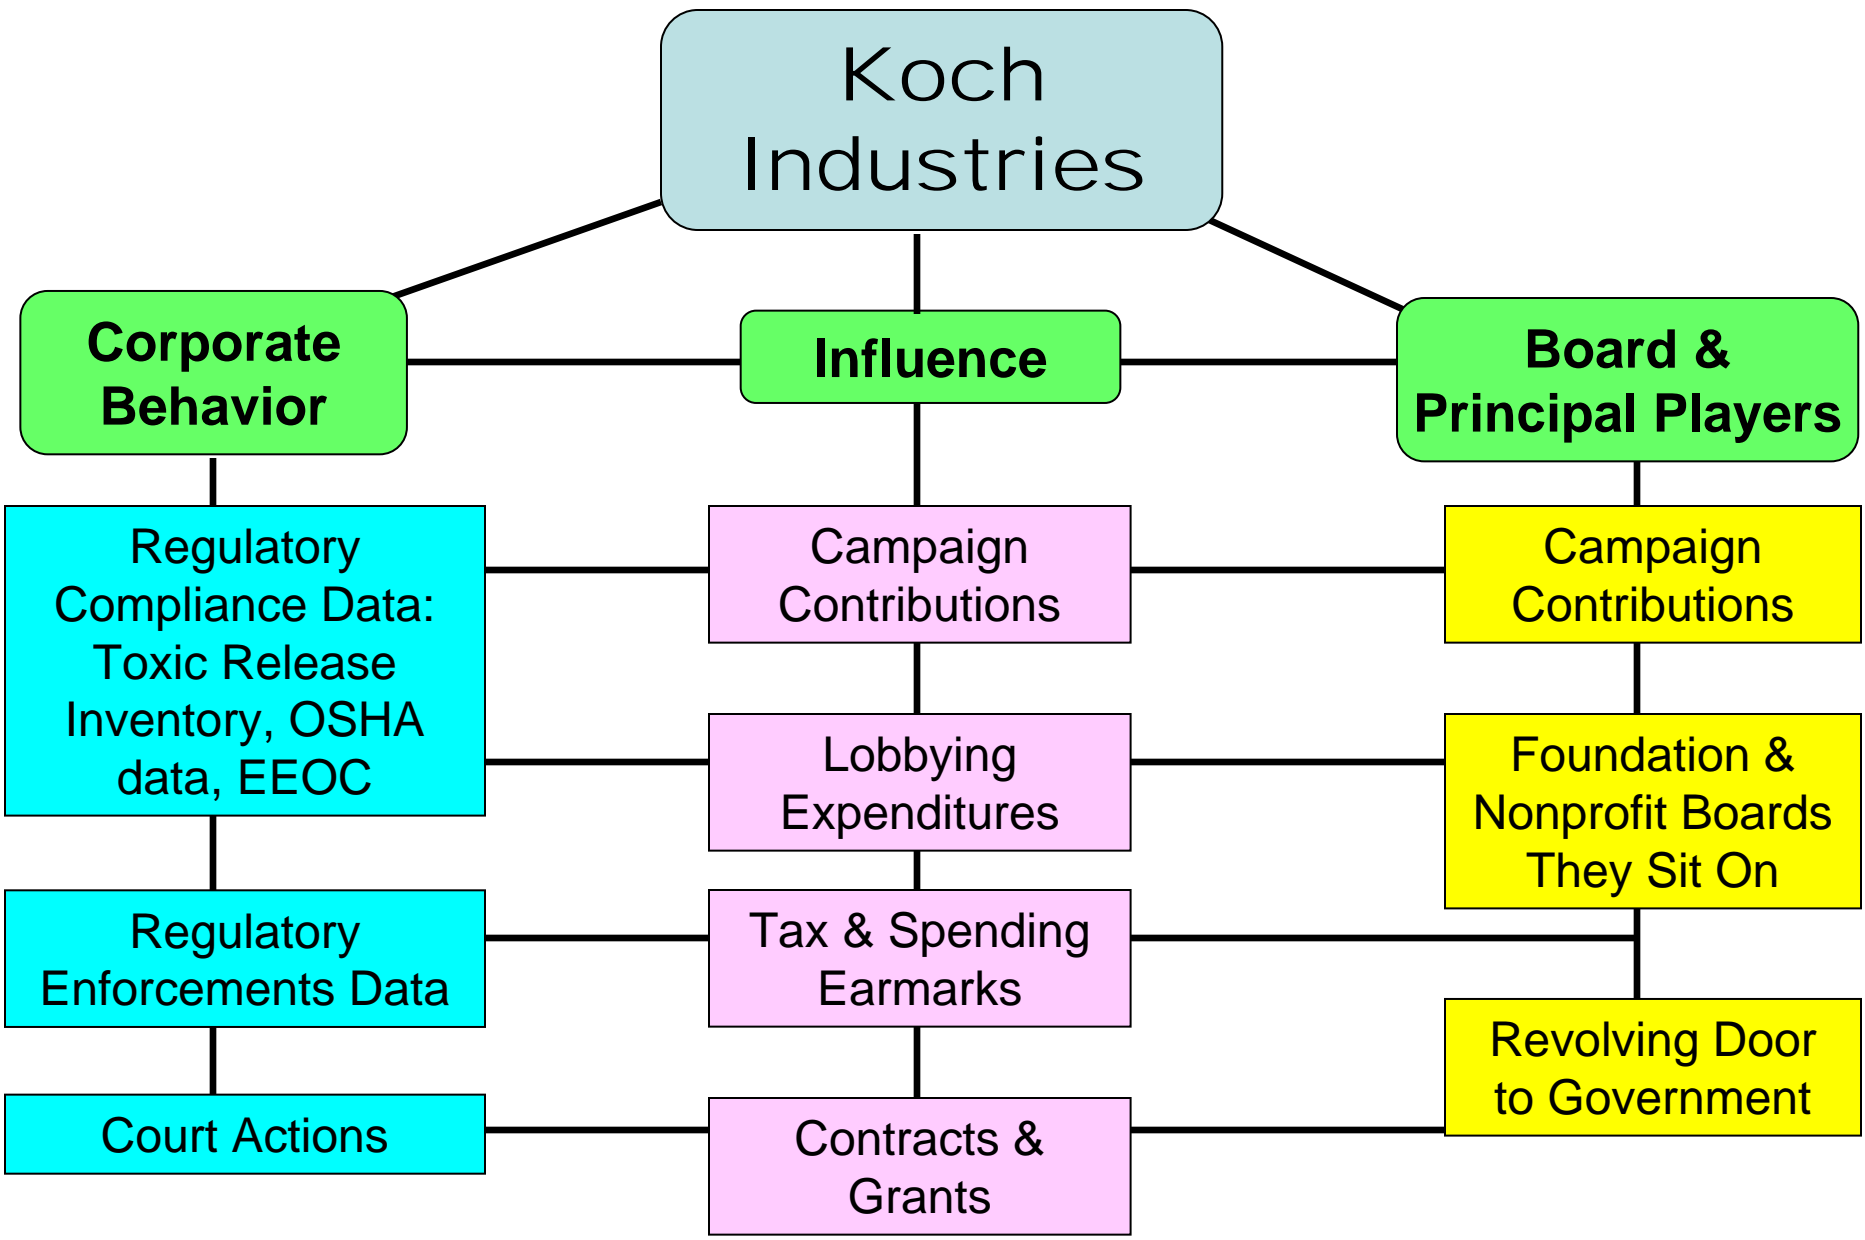 Koch
Industries
Corporate
Behavior
Influence
Board &
Principal Players
Regulatory
Compliance Data:
Toxic Release
Inventory, OSHA
data, EEOC
Campaign
Contributions
Campaign
Contributions
Lobbying
Expenditures
Foundation &
Nonprofit Boards
They Sit On
Regulatory
Enforcements Data
Tax & Spending
Earmarks
Revolving Door
to Government
Court Actions
Contracts &
Grants